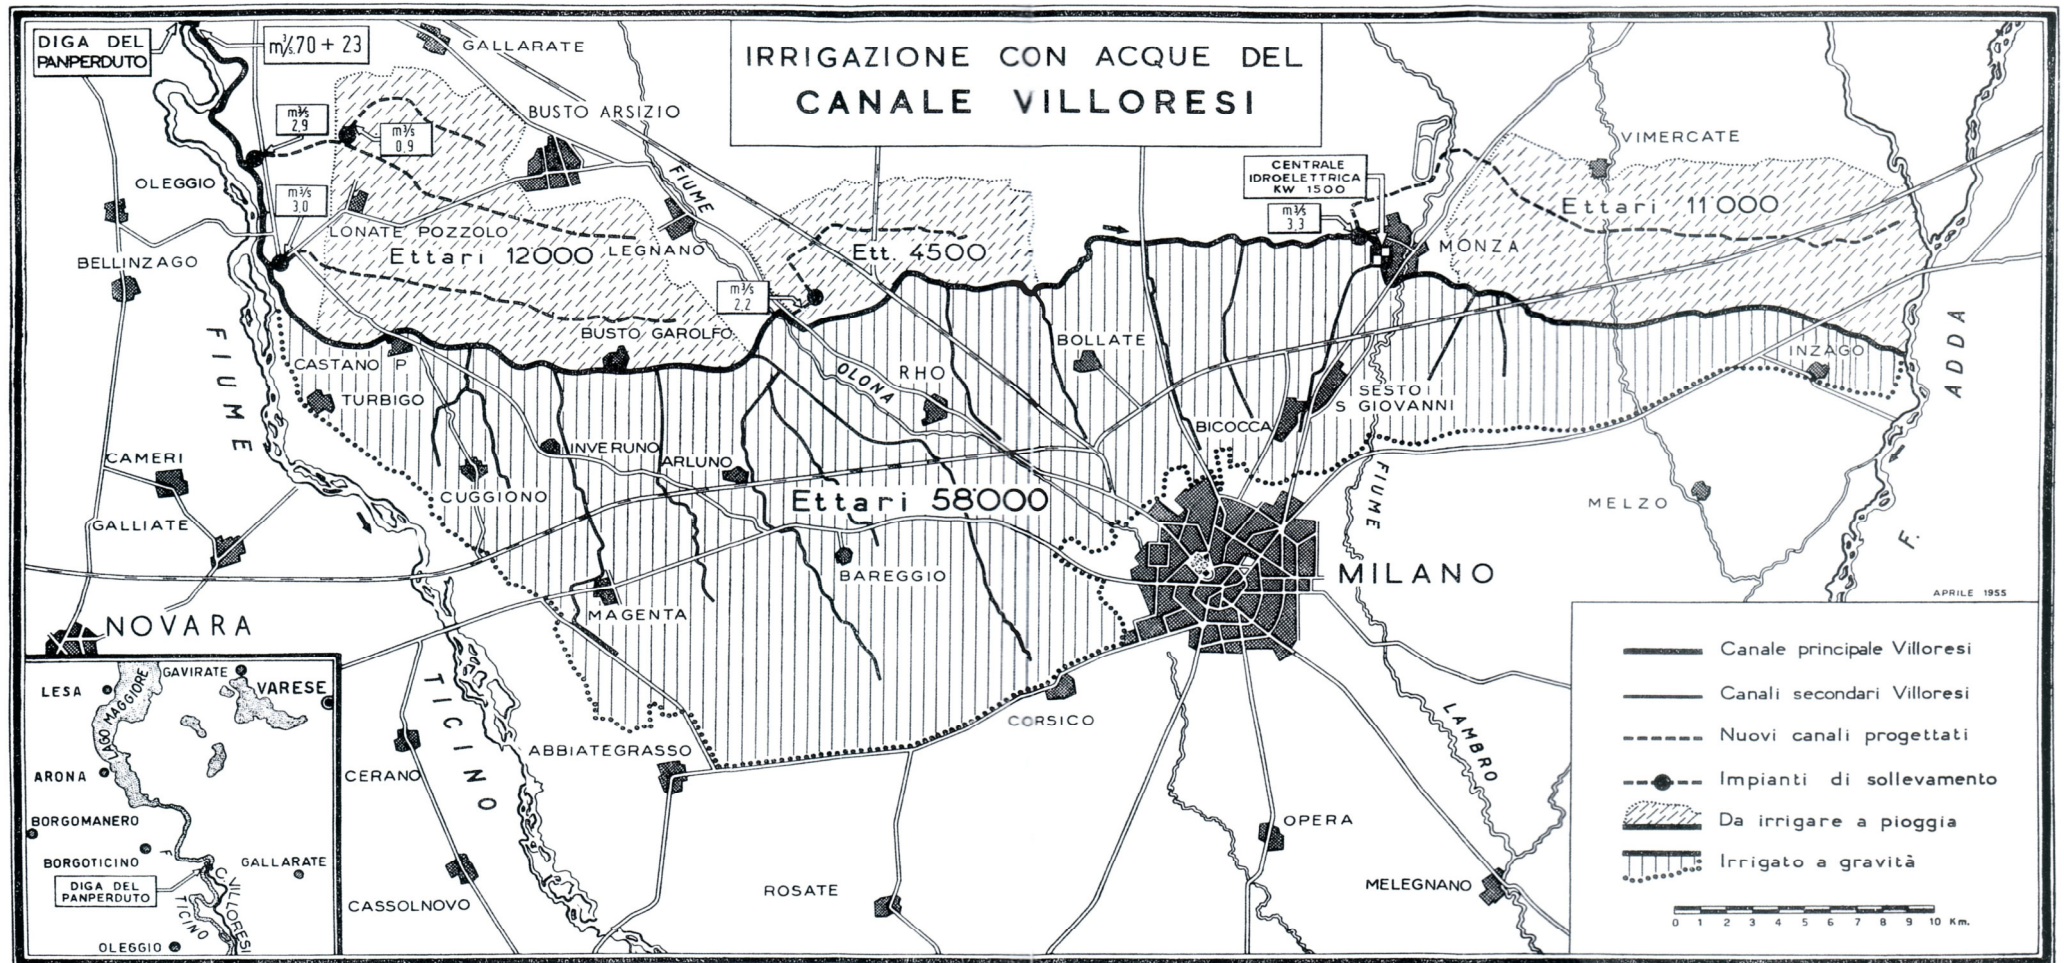 DIGA DEL
PANPERDUTO
m³/s.70 + 23
GALLARATE
IRRIGAZIONE CON ACQUE DEL
CANALE VILLORESI
BUSTO ARSIZIO
m³/s
2,9
m³/s
0,9
OLEGGIO
m³/s
3,0
FIUME
LONATE POZZOLO
LEGNANO
Ettari 12'000
BELLINZAGO
Ett. 4500
m³/s
2,2
CENTRALE
IDROELETTRICA
KW 1500
m³/s
3,3
MONZA
VIMERCATE
Ettari 11'000
FIUME
BUSTO GAROLFO
CASTANO P.
TURBIGO
OLONA
RHO
BOLLATE
BICOCCA
SESTO
S GIOVANNI
INZAGO
ADDA
F.
CAMERI
GALLIATE
INVERUNO
ARLUNO
CUGGIONO
Ettari 58'000
FIUME
MELZO
BAREGGIO
MAGENTA
MILANO
NOVARA
TICINO
CORSICO
ABBIATEGRASSO
CERANO
CASSOLNOVO
ROSATE
OPERA
LAMBRO
MELEGNANO
GAVIRATE
LESA
VARESE
LAGO MAGGIORE
ARONA
BORGOMANERO
BORGOTICINO
F.
GALLARATE
DIGA DEL
PANPERDUTO
C. VILLORESI
TICINO
OLEGGIO
APRILE 1955
Canale principale Villoresi
Canali secondari Villoresi
Nuovi canali progettati
Impianti di sollevamento
Da irrigare a pioggia
Irrigato a gravità
0 1 2 3 4 5 6 7 8 9 10 Km.